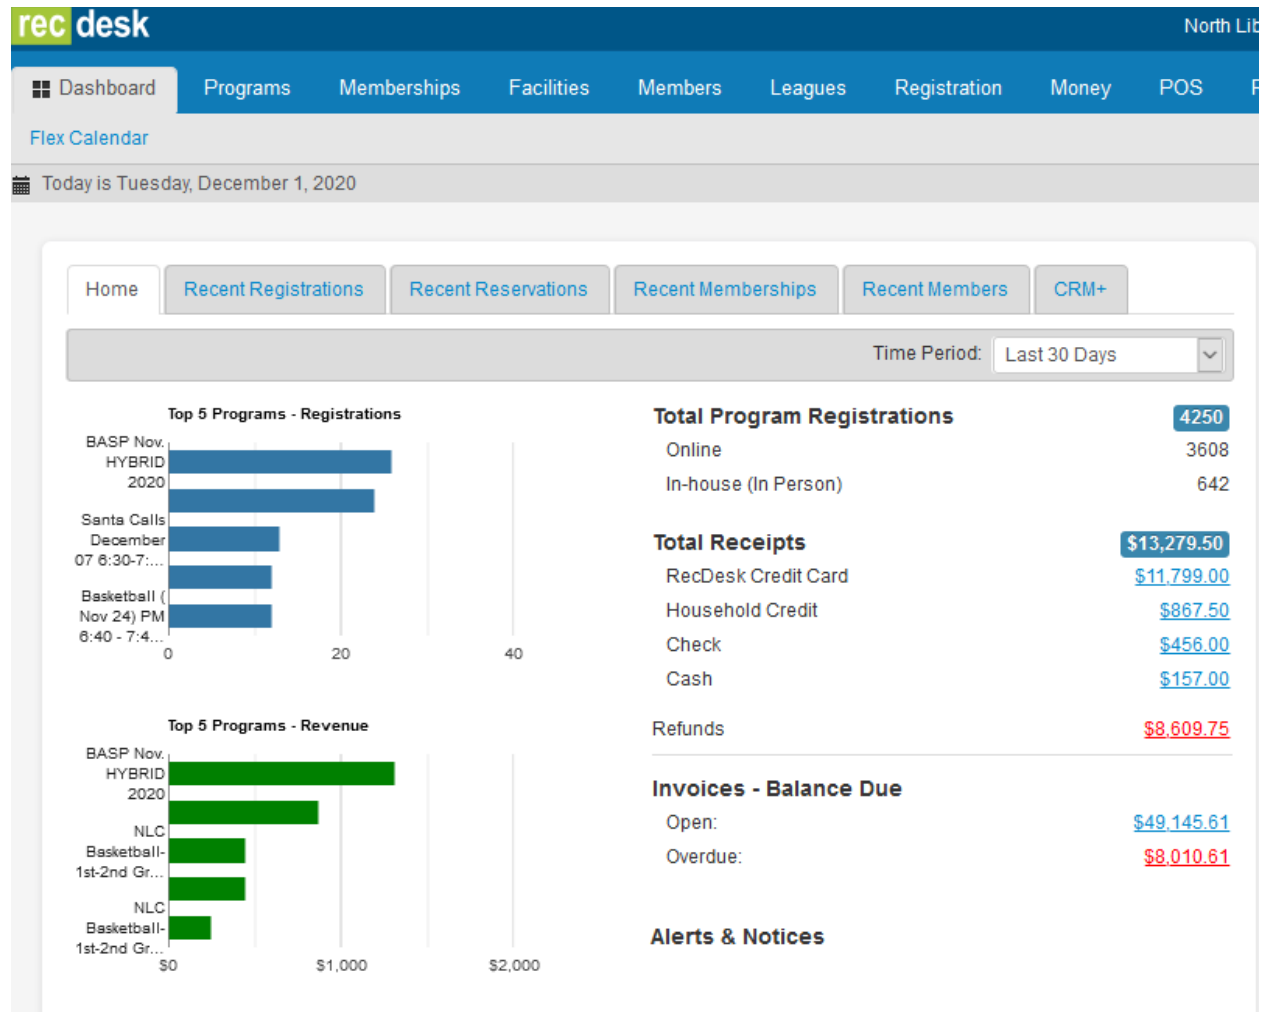 rec desk
North Lib
Dashboard Programs Memberships Facilities Members Leagues Registration Money POS
Flex Calendar
Today is Tuesday, December 1, 2020
Home Recent Registrations Recent Reservations Recent Memberships Recent Members CRM+
Time Period: Last 30 Days
Top 5 Programs - Registrations
BASP Nov.
HYBRID
2020
Santa Calls
December
07 6:30-7:...
Basketball (
Nov 24) PM
6:40 - 7:4...
0 20 40
Top 5 Programs - Revenue
BASP Nov.
HYBRID
2020
NLC
Basketball-
1st-2nd Gr...
NLC
Basketball-
1st-2nd Gr...
$0 $1,000 $2,000
Total Program Registrations 4250
Online 3608
In-house (In Person) 642
Total Receipts $13,279.50
RecDesk Credit Card $11,799.00
Household Credit $867.50
Check $456.00
Cash $157.00
Refunds $8,609.75
Invoices - Balance Due
Open: $49,145.61
Overdue: $8,010.61
Alerts & Notices